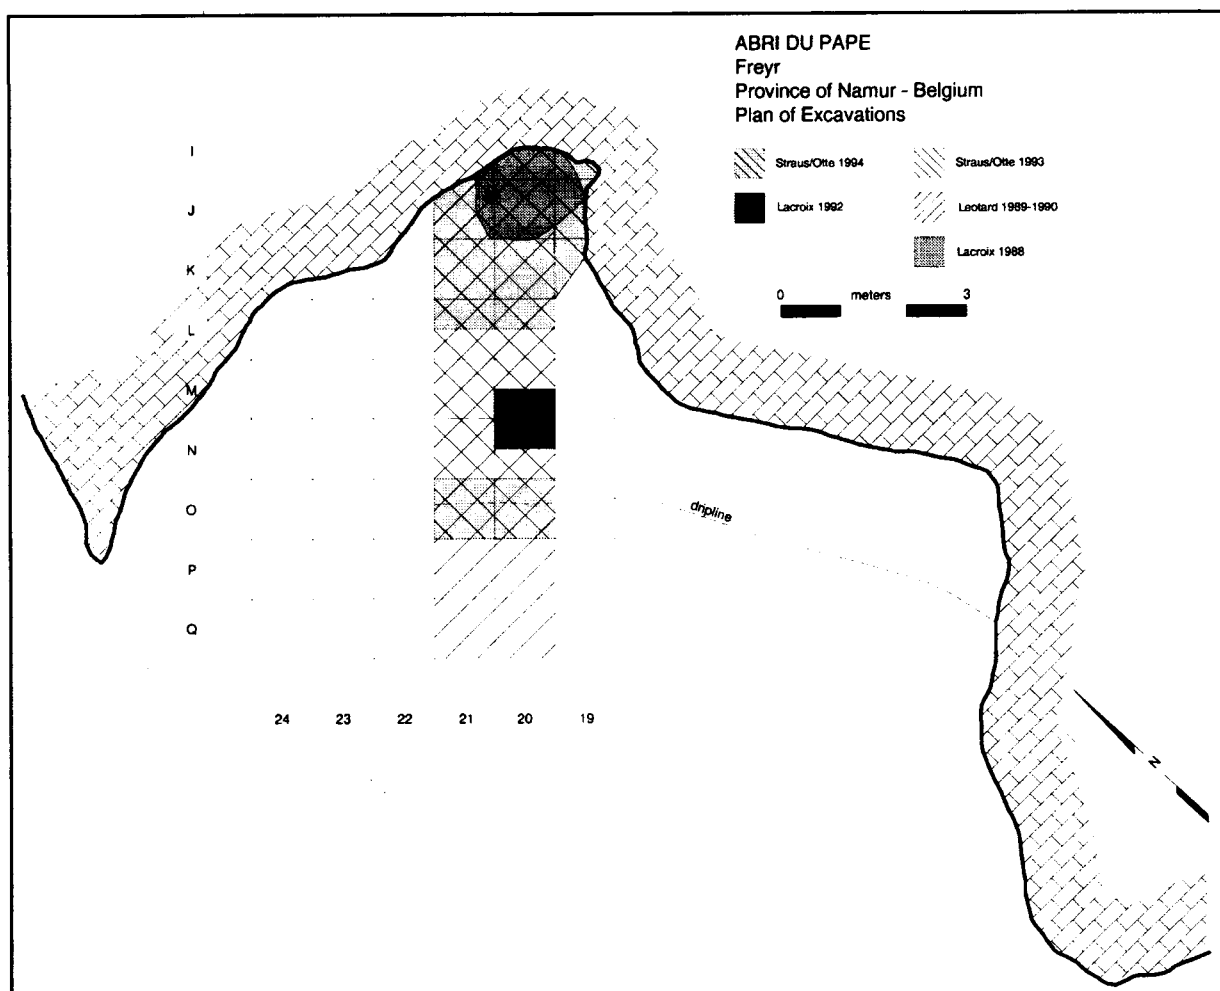 ABRI DU PAPE
Freyr
Province of Namur - Belgium
Plan of Excavations
Straus/Otte 1994
Straus/Otte 1993
Lacroix 1992
Leotard 1989-1990
Lacroix 1988
0 meters 3
I
J
K
L
M
N
O
P
Q
dripline
24 23 22 21 20 19
N